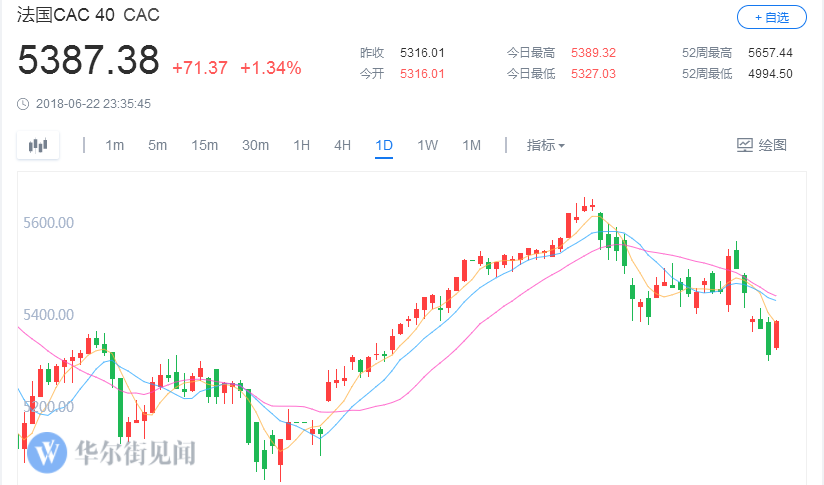 法国CAC 40 CAC
+ 自选
5387.38 +71.37 +1.34%
昨收 5316.01 今日最高 5389.32 52周最高 5657.44
今开 5316.01 今日最低 5327.03 52周最低 4994.50
2018-06-22 23:35:45
1m 5m 15m 30m 1H 4H 1D 1W 1M 指标 绘图
5600.00
5400.00
5200.00
W 华尔街见闻